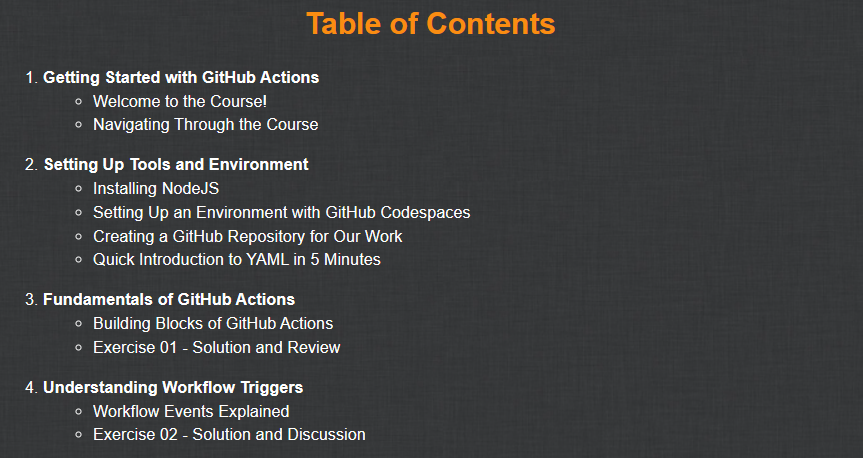 Table of Contents
1. Getting Started with GitHub Actions
◦ Welcome to the Course!
◦ Navigating Through the Course
2. Setting Up Tools and Environment
◦ Installing NodeJS
◦ Setting Up an Environment with GitHub Codespaces
◦ Creating a GitHub Repository for Our Work
◦ Quick Introduction to YAML in 5 Minutes
3. Fundamentals of GitHub Actions
◦ Building Blocks of GitHub Actions
◦ Exercise 01 - Solution and Review
4. Understanding Workflow Triggers
◦ Workflow Events Explained
◦ Exercise 02 - Solution and Discussion